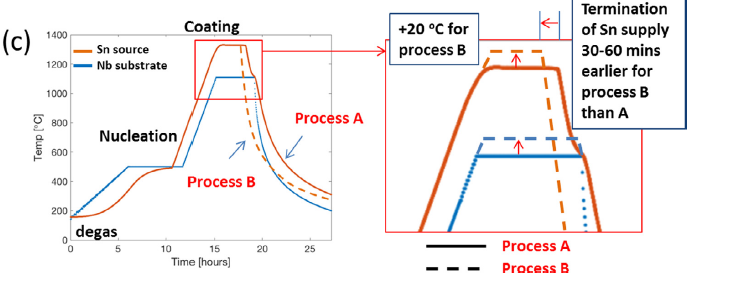 (c)
Coating
Sn source
Nb substrate
Nucleation
degas
Process A
Process B
Temp [°C]
1400
1200
1000
800
600
400
200
0
0
5
10
15
20
25
Time [hours]
+20 °C for
process B
Termination
of Sn supply
30-60 mins
earlier for
process B
than A
Process A
Process B